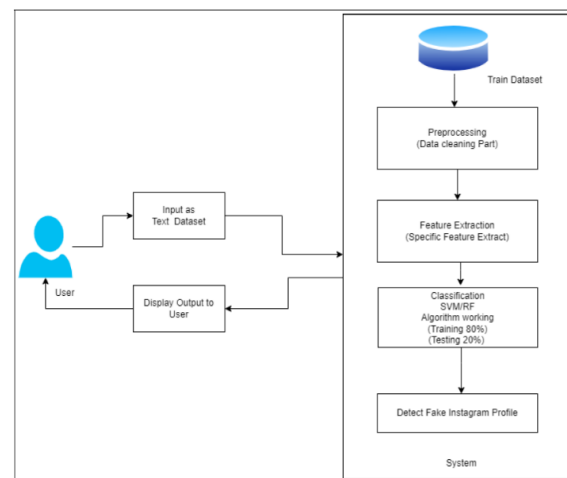 Train Dataset
Preprocessing
(Data cleaning Part)
Input as
Text Dataset
Feature Extraction
(Specific Feature Extract)
User
Display Output to
User
Classification
SVM/RF
Algorithm working
(Training 80%)
(Testing 20%)
Detect Fake Instagram Profile
System